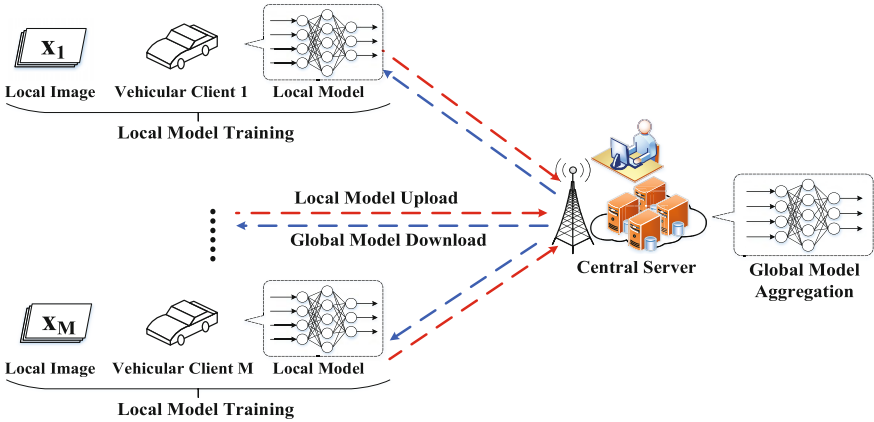 x1
Local Image
Vehicular Client 1
Local Model
Local Model Training
Local Model Upload
Global Model Download
Central Server
Global Model
Aggregation
xM
Local Image
Vehicular Client M
Local Model
Local Model Training